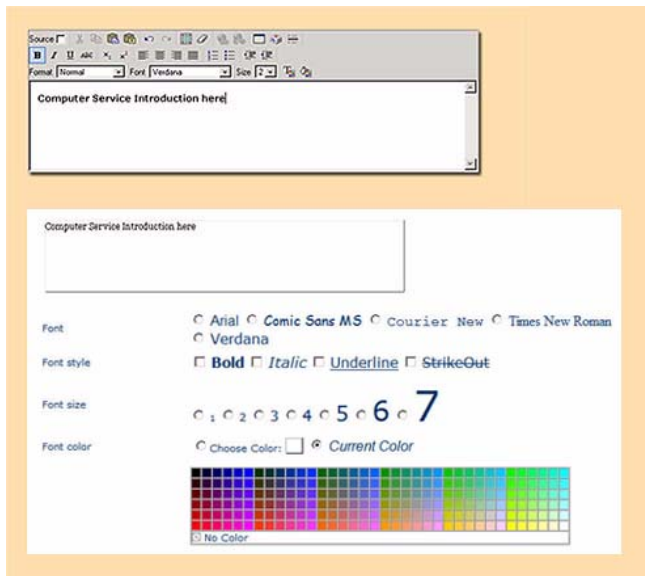 Source
B I U ABC
Format Normal Font Verdana Size 2
Computer Service Introduction here
Computer Service Introduction here
Font Arial Comic Sans MS Courier New Times New Roman
Verdana
Font style Bold Italic Underline StrikeOut
Font size 1 2 3 4 5 6 7
Font color Choose Color: Current Color
No Color